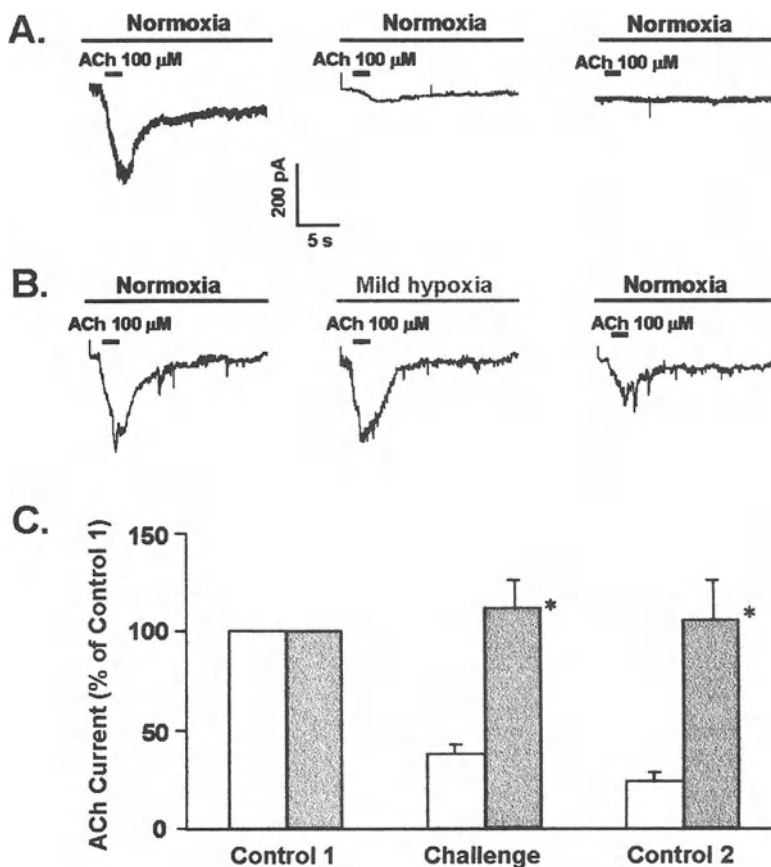 A.
Normoxia Normoxia Normoxia
ACh 100 µM ACh 100 µM ACh 100 µM
200 pA
5 s
B.
Normoxia Mild hypoxia Normoxia
ACh 100 µM ACh 100 µM ACh 100 µM
C.
ACh Current (% of Control 1)
150
100
50
0
* *
Control 1 Challenge Control 2